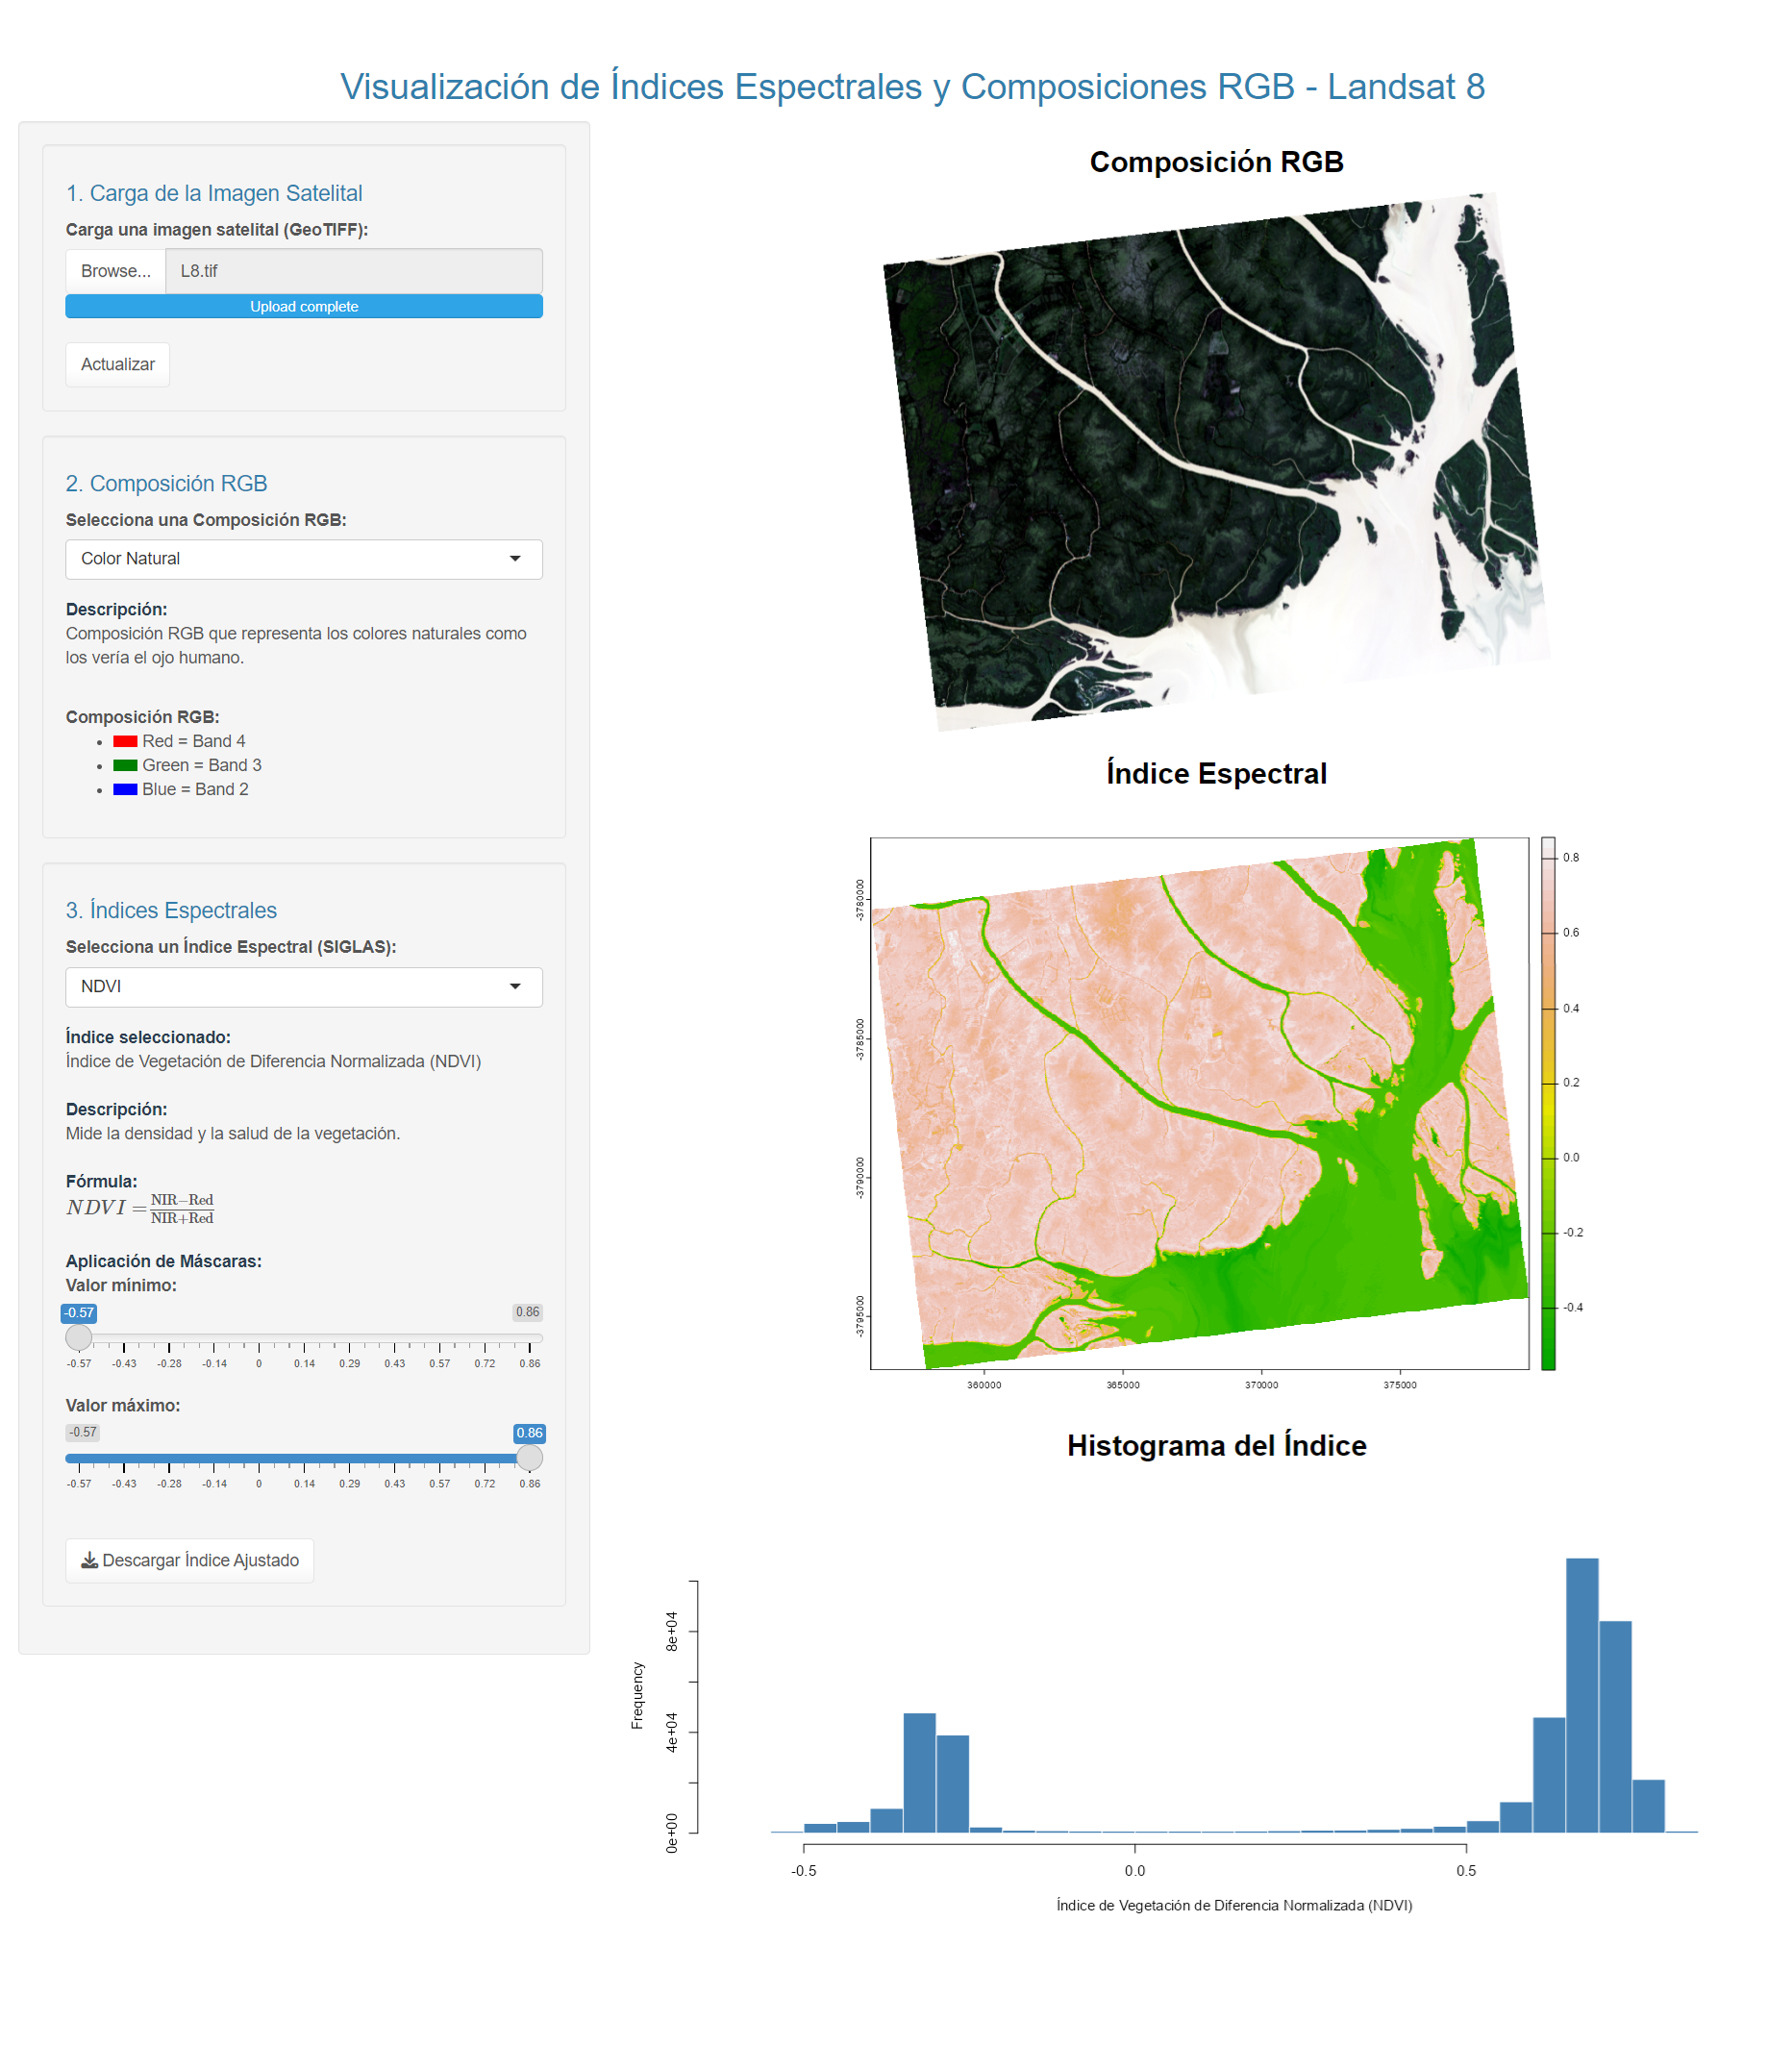 Visualización de Índices Espectrales y Composiciones RGB - Landsat 8
1. Carga de la Imagen Satelital
Carga una imagen satelital (GeoTIFF):
Browse... L8.tif
Upload complete
Actualizar
2. Composición RGB
Selecciona una Composición RGB:
Color Natural
Descripción:
Composición RGB que representa los colores naturales como
los vería el ojo humano.
Composición RGB:
Red = Band 4
Green = Band 3
Blue = Band 2
3. Índices Espectrales
Selecciona un Índice Espectral (SIGLAS):
NDVI
Índice seleccionado:
Índice de Vegetación de Diferencia Normalizada (NDVI)
Descripción:
Mide la densidad y la salud de la vegetación.
Fórmula:
NDVI = NIR−Red
NIR+Red
Aplicación de Máscaras:
Valor mínimo:
-0.57 0.86
-0.57 -0.43 -0.28 -0.14 0 0.14 0.29 0.43 0.57 0.72 0.86
Valor máximo:
-0.57 0.86
-0.57 -0.43 -0.28 -0.14 0 0.14 0.29 0.43 0.57 0.72 0.86
Descargar Índice Ajustado
Composición RGB
Índice Espectral
-3780000
-3785000
-3790000
-3795000
360000 365000 370000 375000
0.8
0.6
0.4
0.2
0.0
-0.2
-0.4
Histograma del Índice
Frequency
8e+04
4e+04
0e+00
-0.5 0.0 0.5
Índice de Vegetación de Diferencia Normalizada (NDVI)